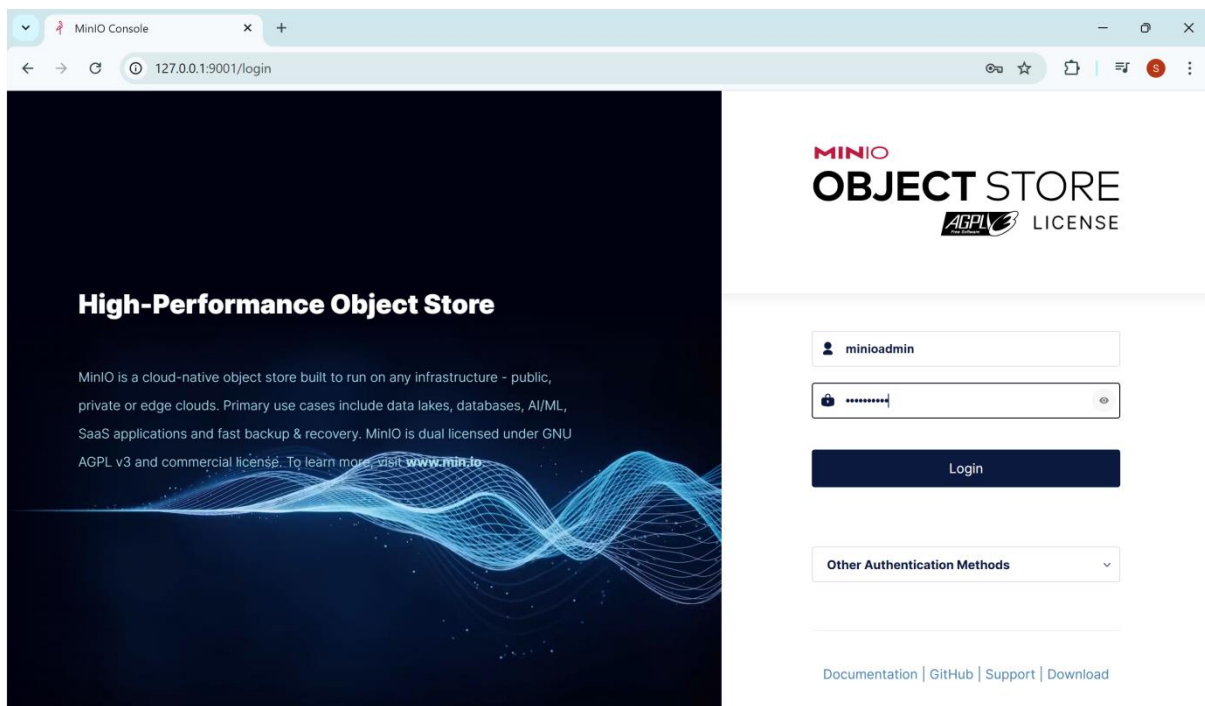 MinIO Console
127.0.0.1:9001/login
S
High-Performance Object Store
MinIO is a cloud-native object store built to run on any infrastructure - public,
private or edge clouds. Primary use cases include data lakes, databases, AI/ML,
SaaS applications and fast backup & recovery. MinIO is dual licensed under GNU
AGPL v3 and commercial license. To learn more, visit www.min.io.
MINIO
OBJECT STORE
AGPLV3 LICENSE
Free Software
minioadmin
••••••••••
Login
Other Authentication Methods
Documentation | GitHub | Support | Download